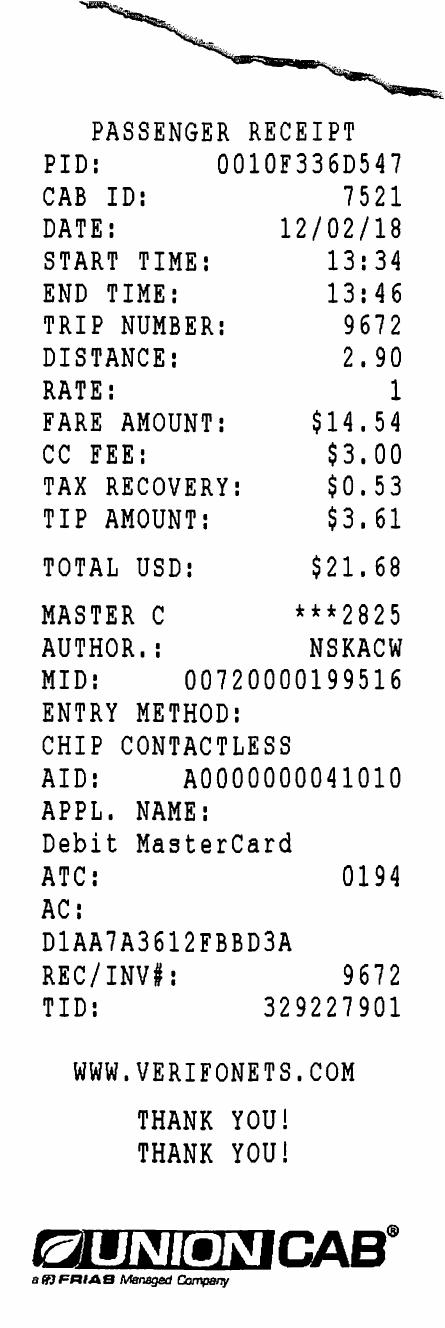 PASSENGER RECEIPT
PID: 0010F336D547
CAB ID: 7521
DATE: 12/02/18
START TIME: 13:34
END TIME: 13:46
TRIP NUMBER: 9672
DISTANCE: 2.90
RATE: 1
FARE AMOUNT: $14.54
CC FEE: $3.00
TAX RECOVERY: $0.53
TIP AMOUNT: $3.61
TOTAL USD: $21.68
MASTER C ***2825
AUTHOR.: NSKACW
MID: 00720000199516
ENTRY METHOD:
CHIP CONTACTLESS
AID: A0000000041010
APPL. NAME:
Debit MasterCard
ATC: 0194
AC:
D1AA7A3612FBBD3A
REC/INV#: 9672
TID: 329227901
WWW.VERIFONETS.COM
THANK YOU!
THANK YOU!
UNION CAB®
a FRIAS Managed Company